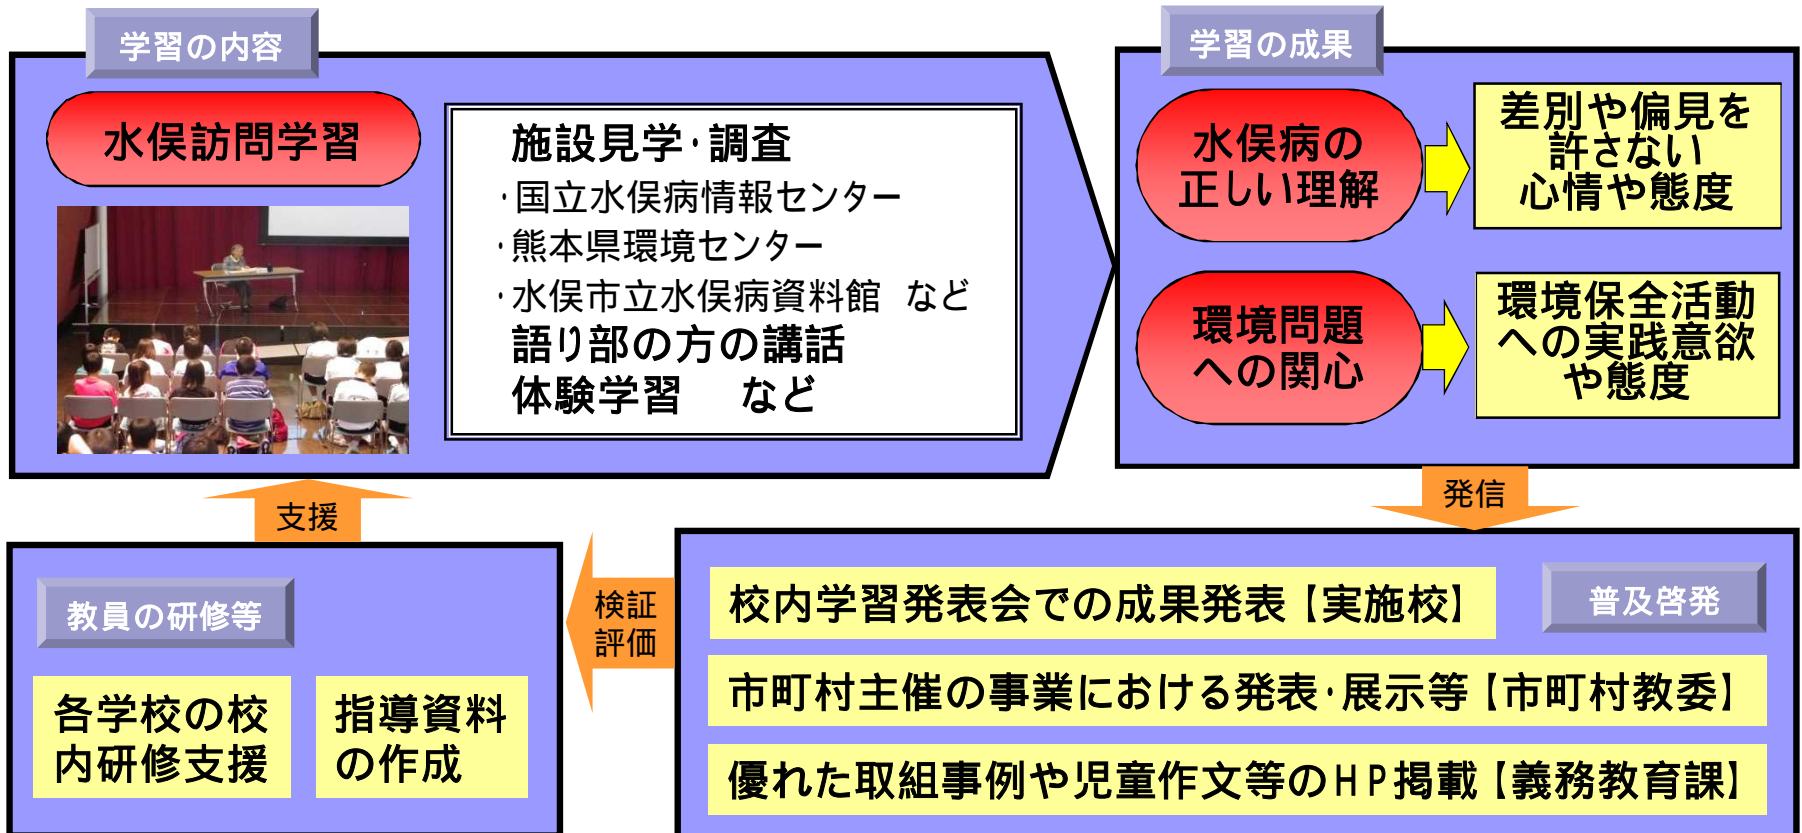 学習の内容
水俣訪問学習
施設見学・調査
・国立水俣病情報センター
・熊本県環境センター
・水俣市立水俣病資料館　など
語り部の方の講話
体験学習　など
学習の成果
水俣病の
正しい理解
差別や偏見を
許さない
心情や態度
環境問題
への関心
環境保全活動
への実践意欲
や態度
発信
普及啓発
校内学習発表会での成果発表【実施校】
市町村主催の事業における発表・展示等【市町村教委】
優れた取組事例や児童作文等のHP掲載【義務教育課】
検証
評価
教員の研修等
各学校の校
内研修支援
指導資料
の作成
支援